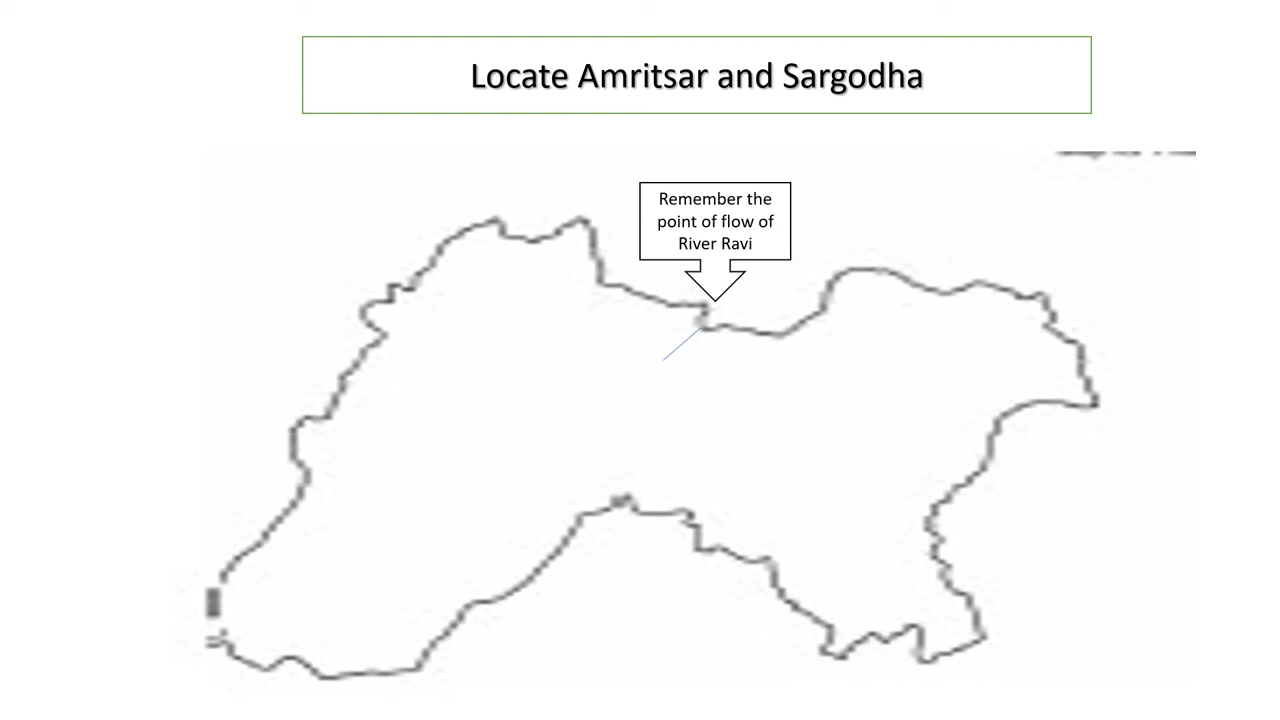 Locate Amritsar and Sargodha
Remember the
point of flow of
River Ravi